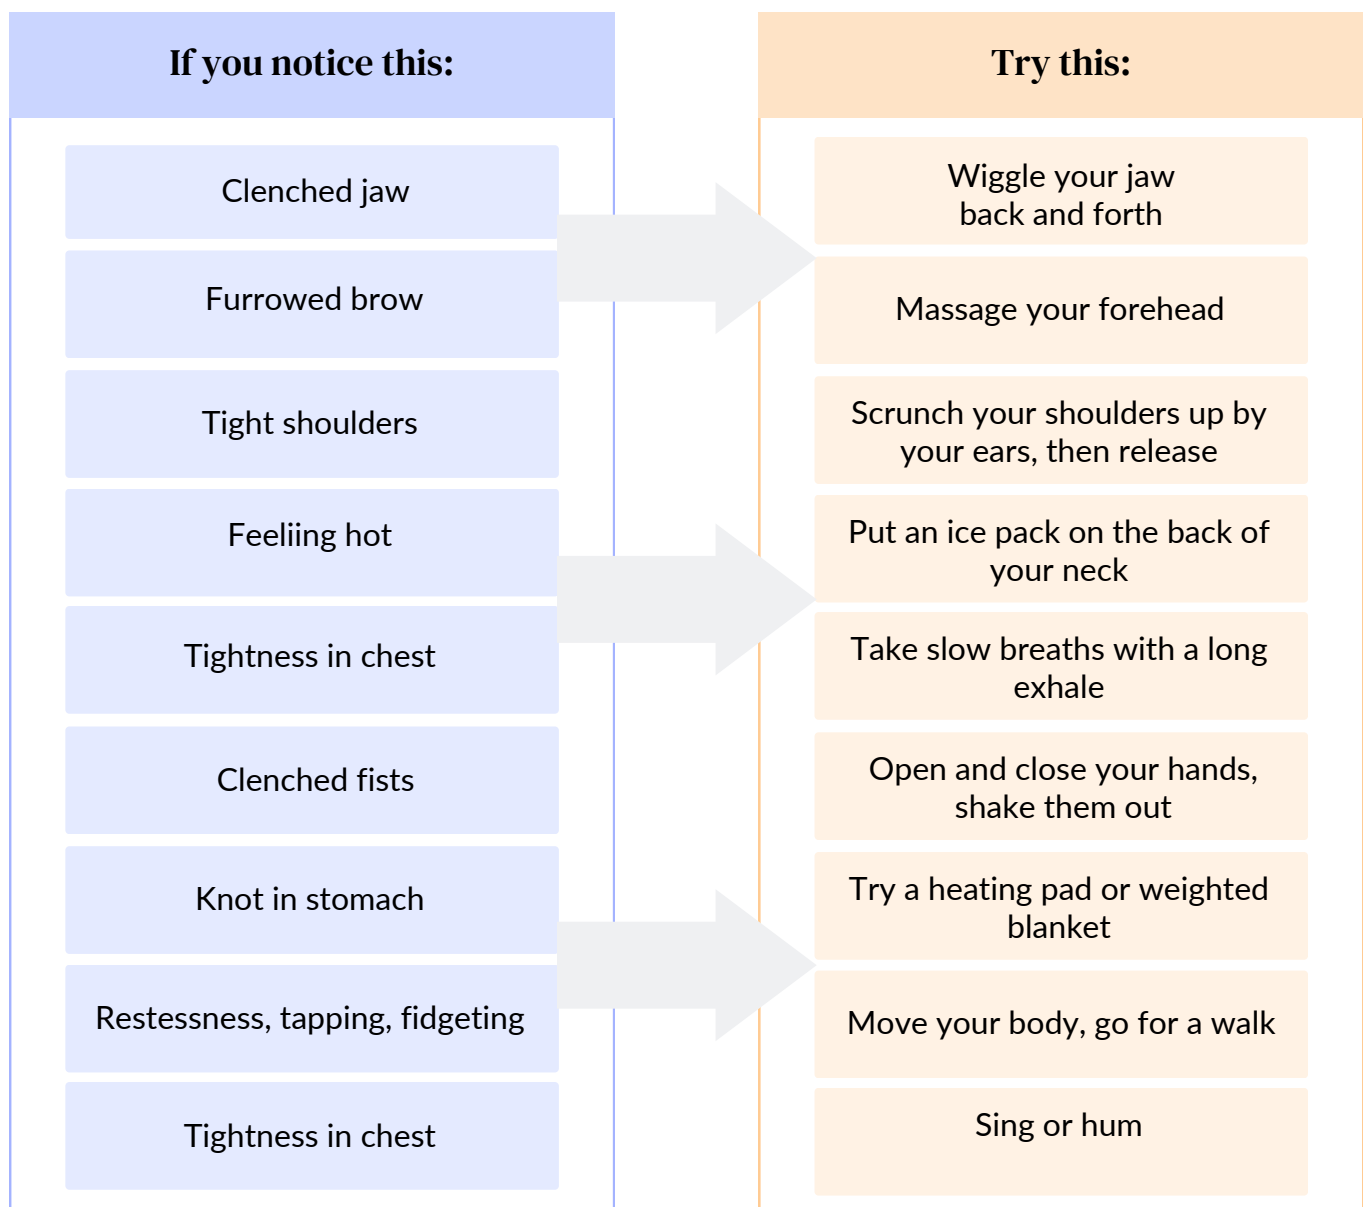 If you notice this:
Try this:
Clenched jaw
Wiggle your jaw
back and forth
Furrowed brow
Massage your forehead
Tight shoulders
Scrunch your shoulders up by
your ears, then release
Feeliing hot
Put an ice pack on the back of
your neck
Tightness in chest
Take slow breaths with a long
exhale
Clenched fists
Open and close your hands,
shake them out
Knot in stomach
Try a heating pad or weighted
blanket
Restessness, tapping, fidgeting
Move your body, go for a walk
Tightness in chest
Sing or hum